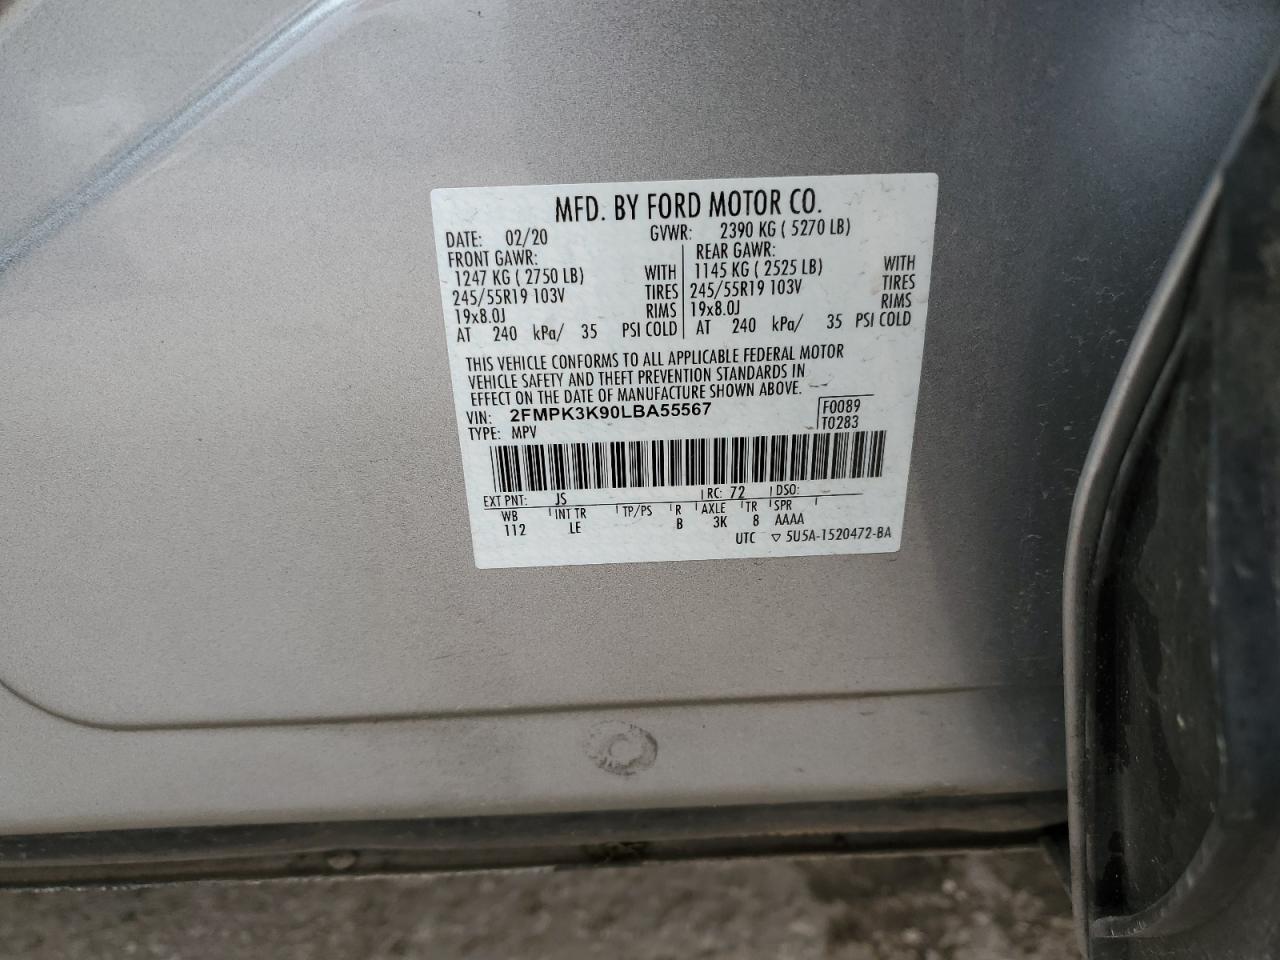 MFD. BY FORD MOTOR CO.
DATE: 02/20 GVWR: 2390 KG ( 5270 LB)
FRONT GAWR: REAR GAWR:
1247 KG ( 2750 LB) WITH 1145 KG ( 2525 LB) WITH
245/55R19 103V TIRES 245/55R19 103V TIRES
19x8.0J RIMS 19x8.0J RIMS
AT 240 kPa/ 35 PSI COLD AT 240 kPa/ 35 PSI COLD
THIS VEHICLE CONFORMS TO ALL APPLICABLE FEDERAL MOTOR
VEHICLE SAFETY AND THEFT PREVENTION STANDARDS IN
EFFECT ON THE DATE OF MANUFACTURE SHOWN ABOVE.
VIN: 2FMPK3K90LBA55567 F0089
TYPE: MPV T0283
EXT PNT: JS RC: 72 DSO:
WB INT TR TP/PS R AXLE TR SPR
112 LE B 3K 8 AAAA
UTC ▽ 5U5A-1520472-BA